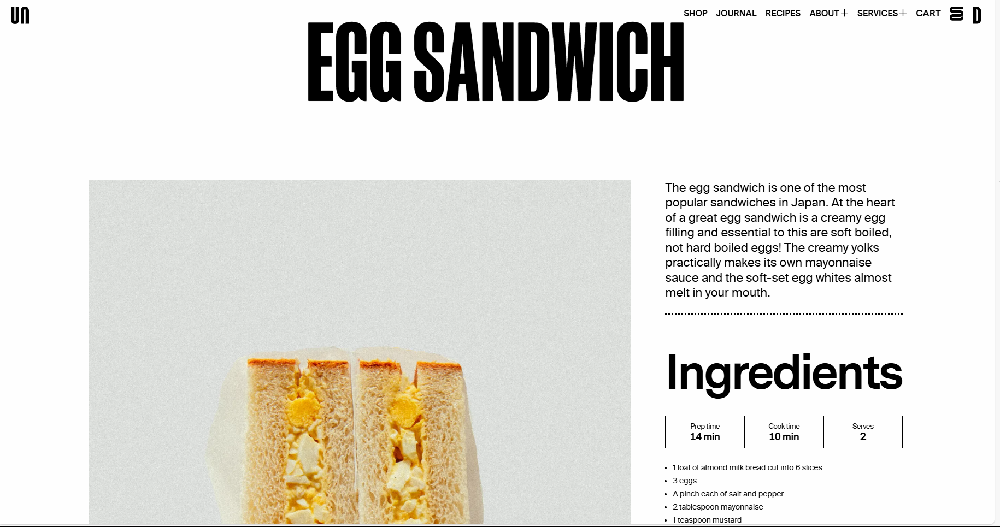 UN
SHOP JOURNAL RECIPES ABOUT+ SERVICES+ CART S D
EGG SANDWICH
The egg sandwich is one of the most
popular sandwiches in Japan. At the heart
of a great egg sandwich is a creamy egg
filling and essential to this are soft boiled,
not hard boiled eggs! The creamy yolks
practically makes its own mayonnaise
sauce and the soft-set egg whites almost
melt in your mouth.
Ingredients
Prep time Cook time Serves
14 min 10 min 2
• 1 loaf of almond milk bread cut into 6 slices
• 3 eggs
• A pinch each of salt and pepper
• 2 tablespoon mayonnaise
• 1 teaspoon mustard